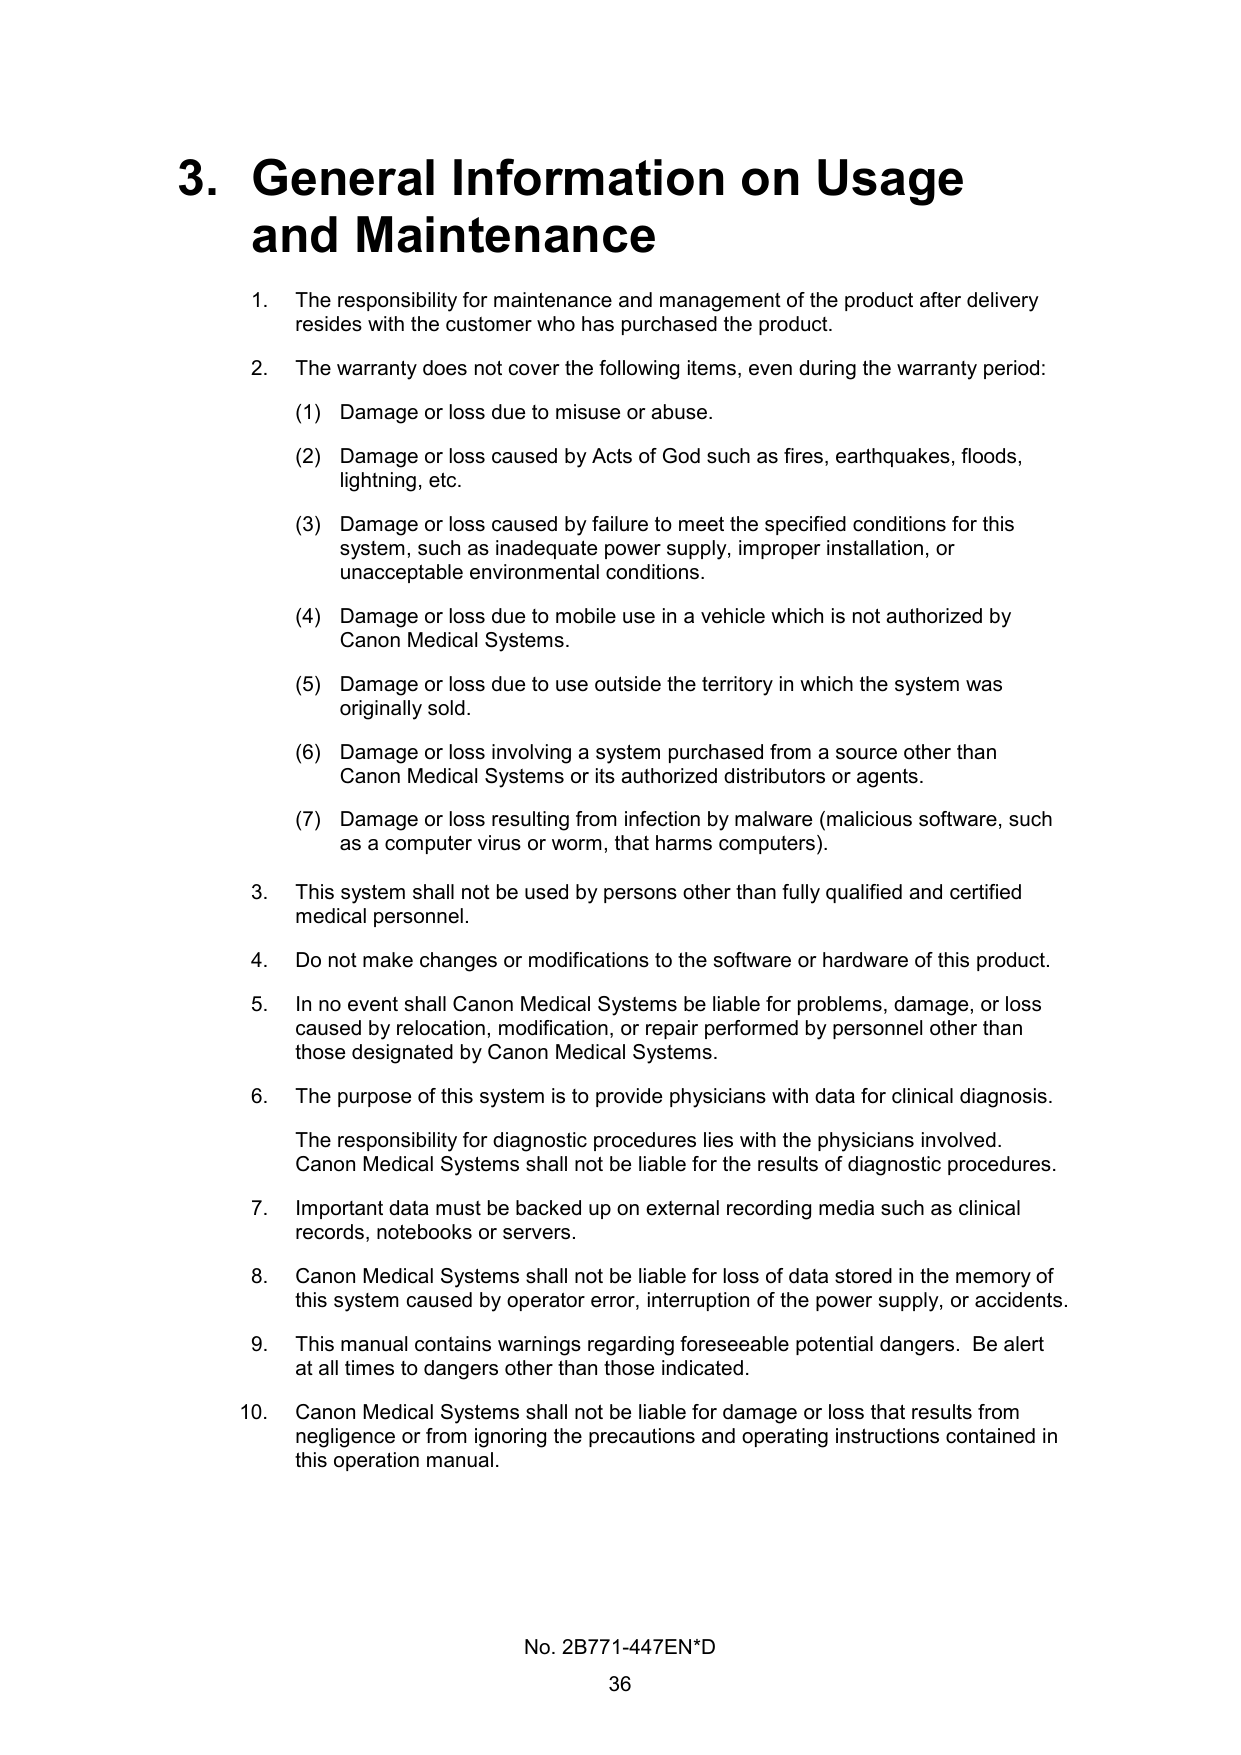 3. General Information on Usage
and Maintenance
1. The responsibility for maintenance and management of the product after delivery
resides with the customer who has purchased the product.
2. The warranty does not cover the following items, even during the warranty period:
(1) Damage or loss due to misuse or abuse.
(2) Damage or loss caused by Acts of God such as fires, earthquakes, floods,
lightning, etc.
(3) Damage or loss caused by failure to meet the specified conditions for this
system, such as inadequate power supply, improper installation, or
unacceptable environmental conditions.
(4) Damage or loss due to mobile use in a vehicle which is not authorized by
Canon Medical Systems.
(5) Damage or loss due to use outside the territory in which the system was
originally sold.
(6) Damage or loss involving a system purchased from a source other than
Canon Medical Systems or its authorized distributors or agents.
(7) Damage or loss resulting from infection by malware (malicious software, such
as a computer virus or worm, that harms computers).
3. This system shall not be used by persons other than fully qualified and certified
medical personnel.
4. Do not make changes or modifications to the software or hardware of this product.
5. In no event shall Canon Medical Systems be liable for problems, damage, or loss
caused by relocation, modification, or repair performed by personnel other than
those designated by Canon Medical Systems.
6. The purpose of this system is to provide physicians with data for clinical diagnosis.
The responsibility for diagnostic procedures lies with the physicians involved.
Canon Medical Systems shall not be liable for the results of diagnostic procedures.
7. Important data must be backed up on external recording media such as clinical
records, notebooks or servers.
8. Canon Medical Systems shall not be liable for loss of data stored in the memory of
this system caused by operator error, interruption of the power supply, or accidents.
9. This manual contains warnings regarding foreseeable potential dangers.  Be alert
at all times to dangers other than those indicated.
10. Canon Medical Systems shall not be liable for damage or loss that results from
negligence or from ignoring the precautions and operating instructions contained in
this operation manual.
No. 2B771-447EN*D
36